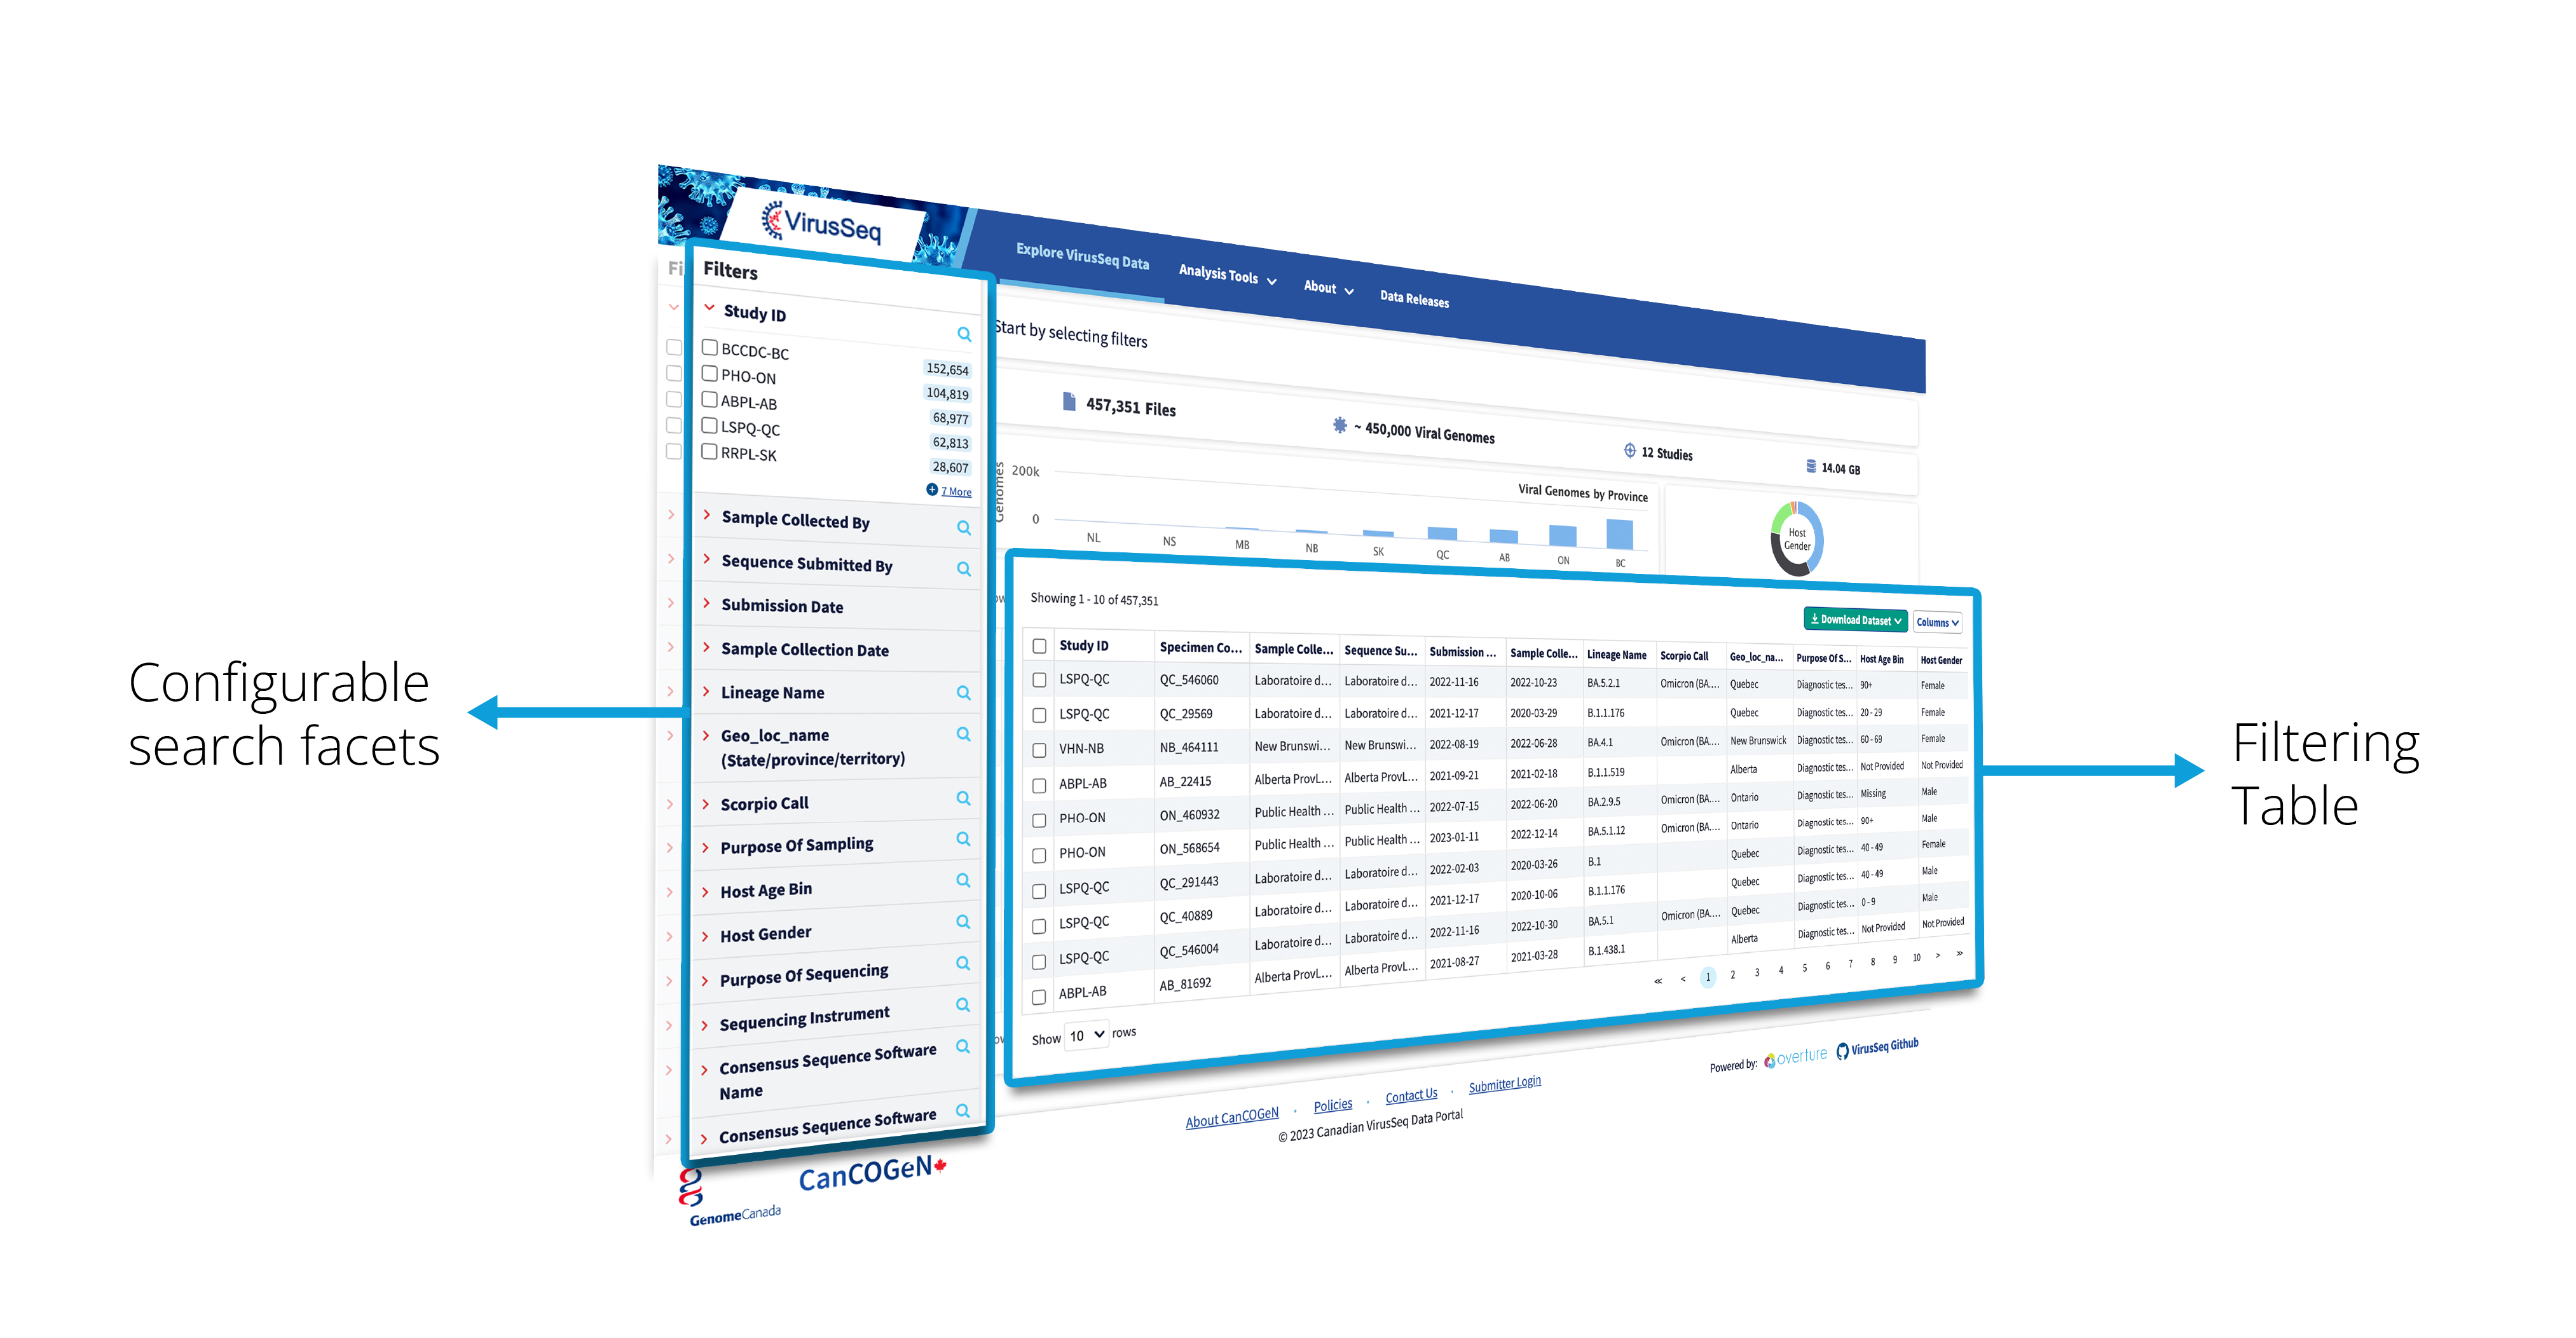 Configurable
search facets
VirusSeq
Explore VirusSeq Data
Analysis Tools
About
Data Releases
Filters
Study ID
BCCDC-BC 152,654
PHO-ON 104,819
ABPL-AB 68,977
LSPQ-QC 62,813
RRPL-SK 28,607
7 More
Sample Collected By
Sequence Submitted By
Submission Date
Sample Collection Date
Lineage Name
Geo_loc_name
(State/province/territory)
Scorpio Call
Purpose Of Sampling
Host Age Bin
Host Gender
Purpose Of Sequencing
Sequencing Instrument
Consensus Sequence Software
Name
Consensus Sequence Software
Start by selecting filters
457,351 Files
~ 450,000 Viral Genomes
12 Studies
14.04 GB
Viral Genomes by Province
Genomes
200k
0
NL NS MB NB SK QC AB ON BC
Host
Gender
Showing 1 - 10 of 457,351
Download Dataset
Columns
Study ID Specimen Co... Sample Colle... Sequence Su... Submission ... Sample Colle... Lineage Name Scorpio Call Geo_loc_na... Purpose Of S... Host Age Bin Host Gender
LSPQ-QC QC_546060 Laboratoire d... Laboratoire d... 2022-11-16 2022-10-23 BA.5.2.1 Omicron (BA.... Quebec Diagnostic tes... 90+ Female
LSPQ-QC QC_29569 Laboratoire d... Laboratoire d... 2021-12-17 2020-03-29 B.1.1.176 Quebec Diagnostic tes... 20 - 29 Female
VHN-NB NB_464111 New Brunswi... New Brunswi... 2022-08-19 2022-06-28 BA.4.1 Omicron (BA.... New Brunswick Diagnostic tes... 60 - 69 Female
ABPL-AB AB_22415 Alberta ProvL... Alberta ProvL... 2021-09-21 2021-02-18 B.1.1.519 Alberta Diagnostic tes... Not Provided Not Provided
PHO-ON ON_460932 Public Health ... Public Health ... 2022-07-15 2022-06-20 BA.2.9.5 Omicron (BA.... Ontario Diagnostic tes... Missing Male
PHO-ON ON_568654 Public Health ... Public Health ... 2023-01-11 2022-12-14 BA.5.1.12 Omicron (BA.... Ontario Diagnostic tes... 90+ Male
LSPQ-QC QC_291443 Laboratoire d... Laboratoire d... 2022-02-03 2020-03-26 B.1 Quebec Diagnostic tes... 40 - 49 Female
LSPQ-QC QC_40889 Laboratoire d... Laboratoire d... 2021-12-17 2020-10-06 B.1.1.176 Quebec Diagnostic tes... 40 - 49 Male
LSPQ-QC QC_546004 Laboratoire d... Laboratoire d... 2022-11-16 2022-10-30 BA.5.1 Omicron (BA.... Quebec Diagnostic tes... 0 - 9 Male
ABPL-AB AB_81692 Alberta ProvL... Alberta ProvL... 2021-08-27 2021-03-28 B.1.438.1 Alberta Diagnostic tes... Not Provided Not Provided
Show 10 rows
« < 1 2 3 4 5 6 7 8 9 10 > »
Powered by: overture VirusSeq Github
About CanCOGeN · Policies · Contact Us · Submitter Login
© 2023 Canadian VirusSeq Data Portal
GenomeCanada
CanCOGeN
Filtering
Table